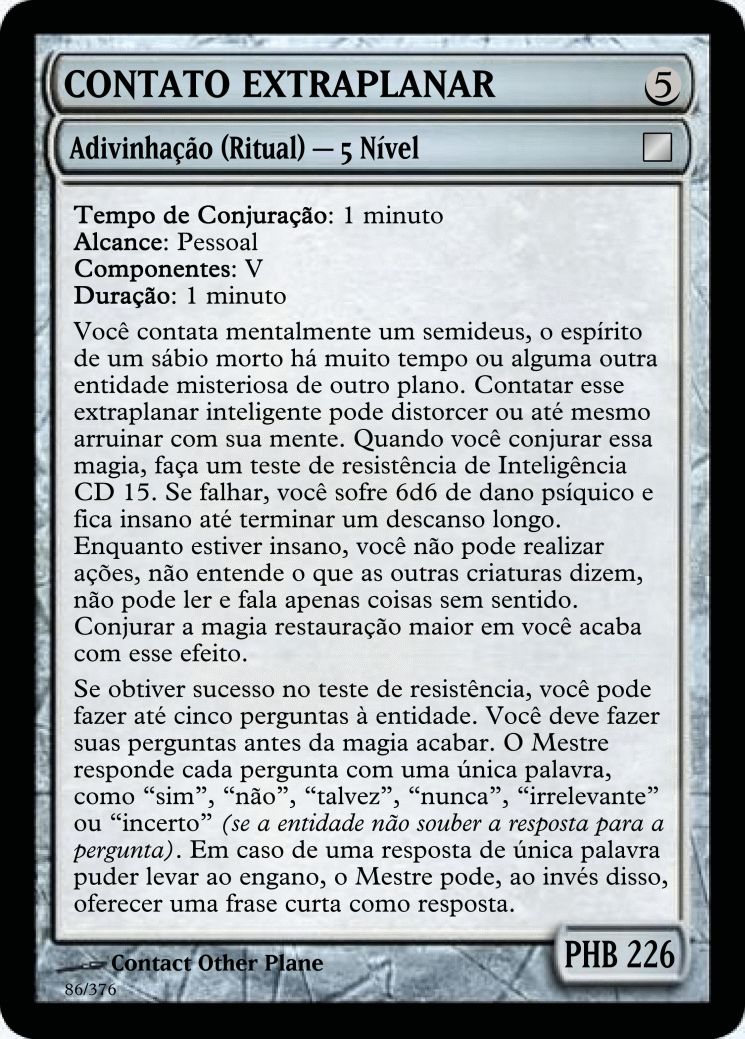 CONTATO EXTRAPLANAR
5
Adivinhação (Ritual) — 5 Nível
Tempo de Conjuração: 1 minuto
Alcance: Pessoal
Componentes: V
Duração: 1 minuto
Você contata mentalmente um semideus, o espírito
de um sábio morto há muito tempo ou alguma outra
entidade misteriosa de outro plano. Contatar esse
extraplanar inteligente pode distorcer ou até mesmo
arruinar com sua mente. Quando você conjurar essa
magia, faça um teste de resistência de Inteligência
CD 15. Se falhar, você sofre 6d6 de dano psíquico e
fica insano até terminar um descanso longo.
Enquanto estiver insano, você não pode realizar
ações, não entende o que as outras criaturas dizem,
não pode ler e fala apenas coisas sem sentido.
Conjurar a magia restauração maior em você acaba
com esse efeito.
Se obtiver sucesso no teste de resistência, você pode
fazer até cinco perguntas à entidade. Você deve fazer
suas perguntas antes da magia acabar. O Mestre
responde cada pergunta com uma única palavra,
como “sim”, “não”, “talvez”, “nunca”, “irrelevante”
ou “incerto” (se a entidade não souber a resposta para a
pergunta). Em caso de uma resposta de única palavra
puder levar ao engano, o Mestre pode, ao invés disso,
oferecer uma frase curta como resposta.
PHB 226
Contact Other Plane
86/376